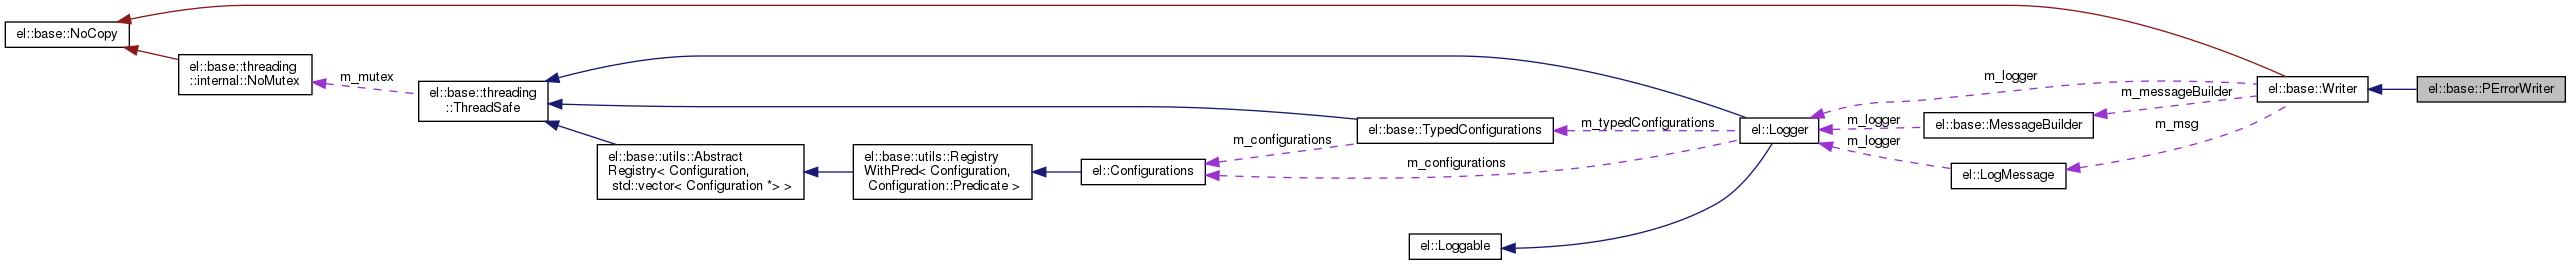 el::base::NoCopy
el::base::threading
::internal::NoMutex
m_mutex
el::base::threading
::ThreadSafe
el::base::utils::Abstract
Registry< Configuration,
std::vector< Configuration *> >
el::base::utils::Registry
WithPred< Configuration,
Configuration::Predicate >
el::Configurations
m_configurations
m_configurations
el::base::TypedConfigurations
m_typedConfigurations
el::Loggable
el::Logger
m_logger
m_logger
m_logger
m_messageBuilder
m_msg
el::base::MessageBuilder
el::LogMessage
el::base::Writer
el::base::PErrorWriter